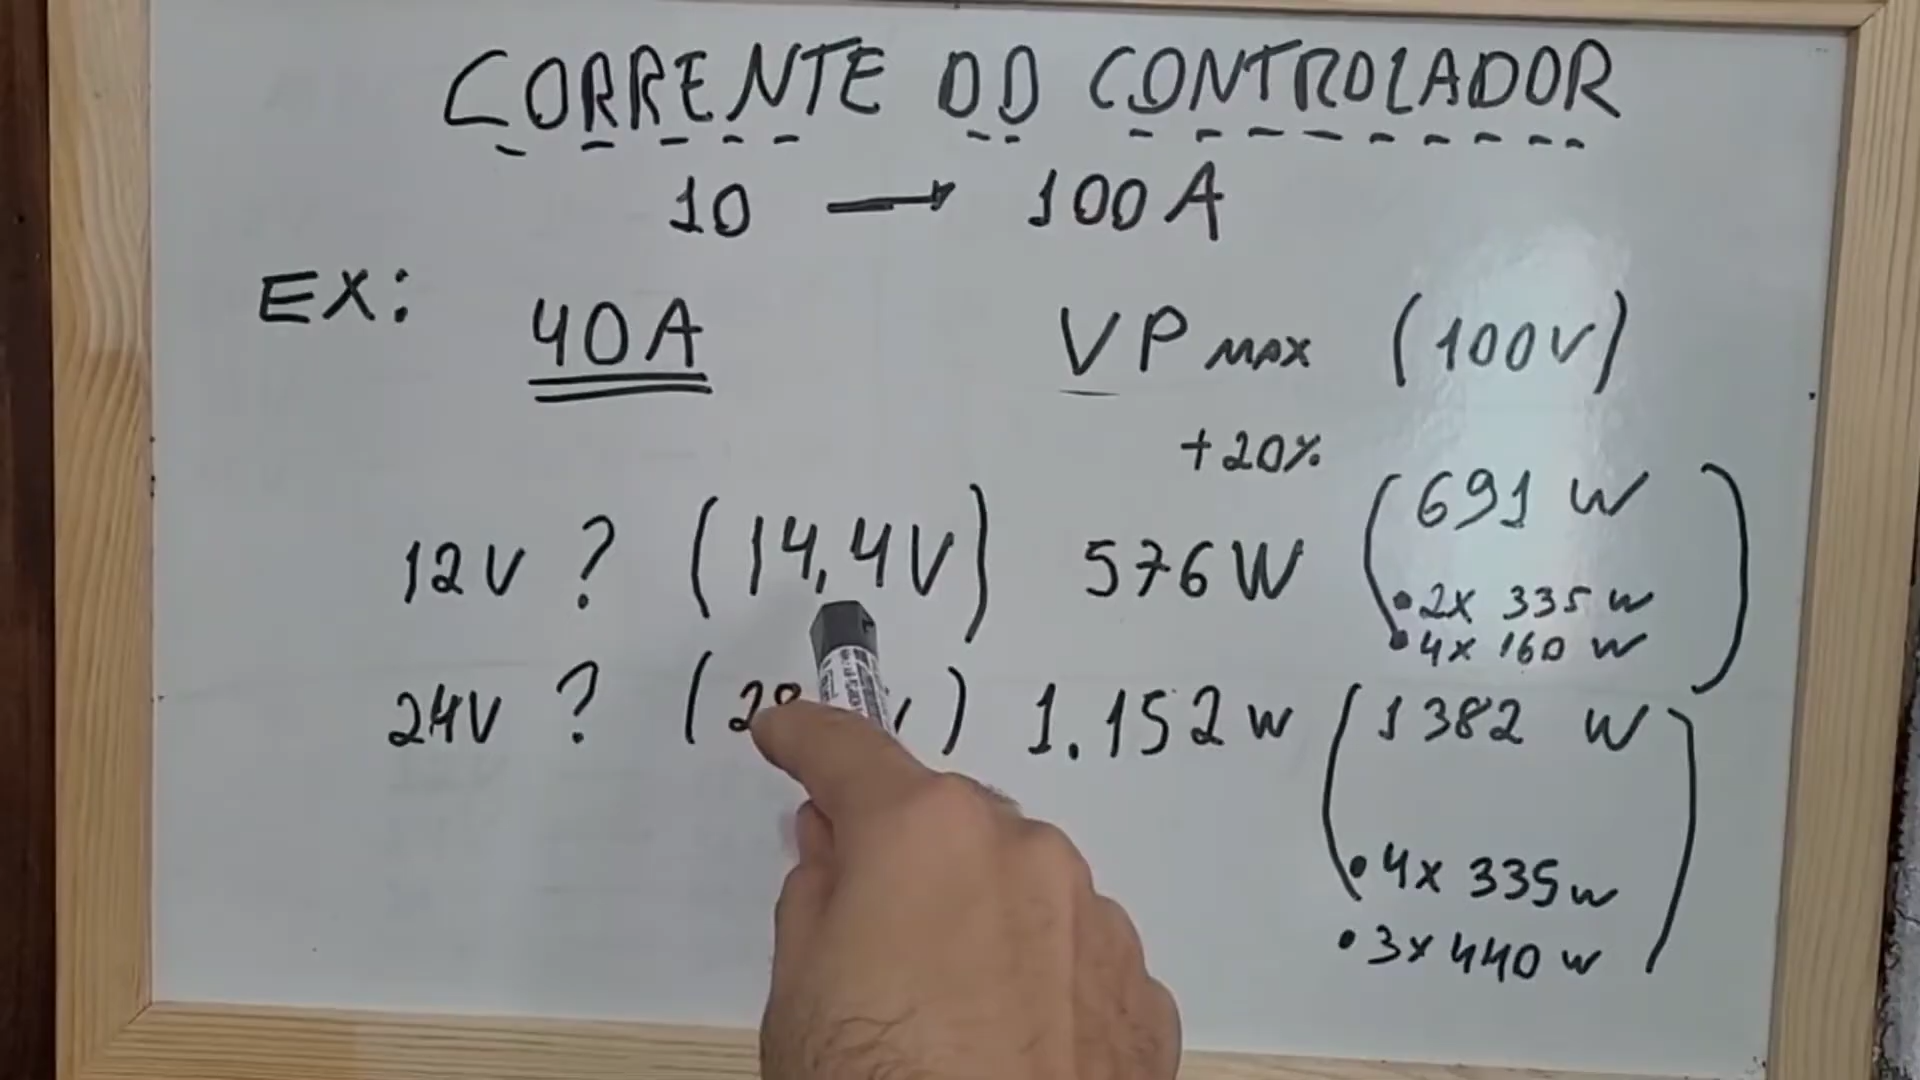 CORRENTE DO CONTROLADOR
10 → 100 A
EX: 40A VP MAX (100V)
+20%
12V ? (14,4V) 576W (691 W)
• 2x 335 W
• 4x 160 W
24V ? ( V) 1.152 W (1382 W)
• 4x 335 W
• 3x 440 W